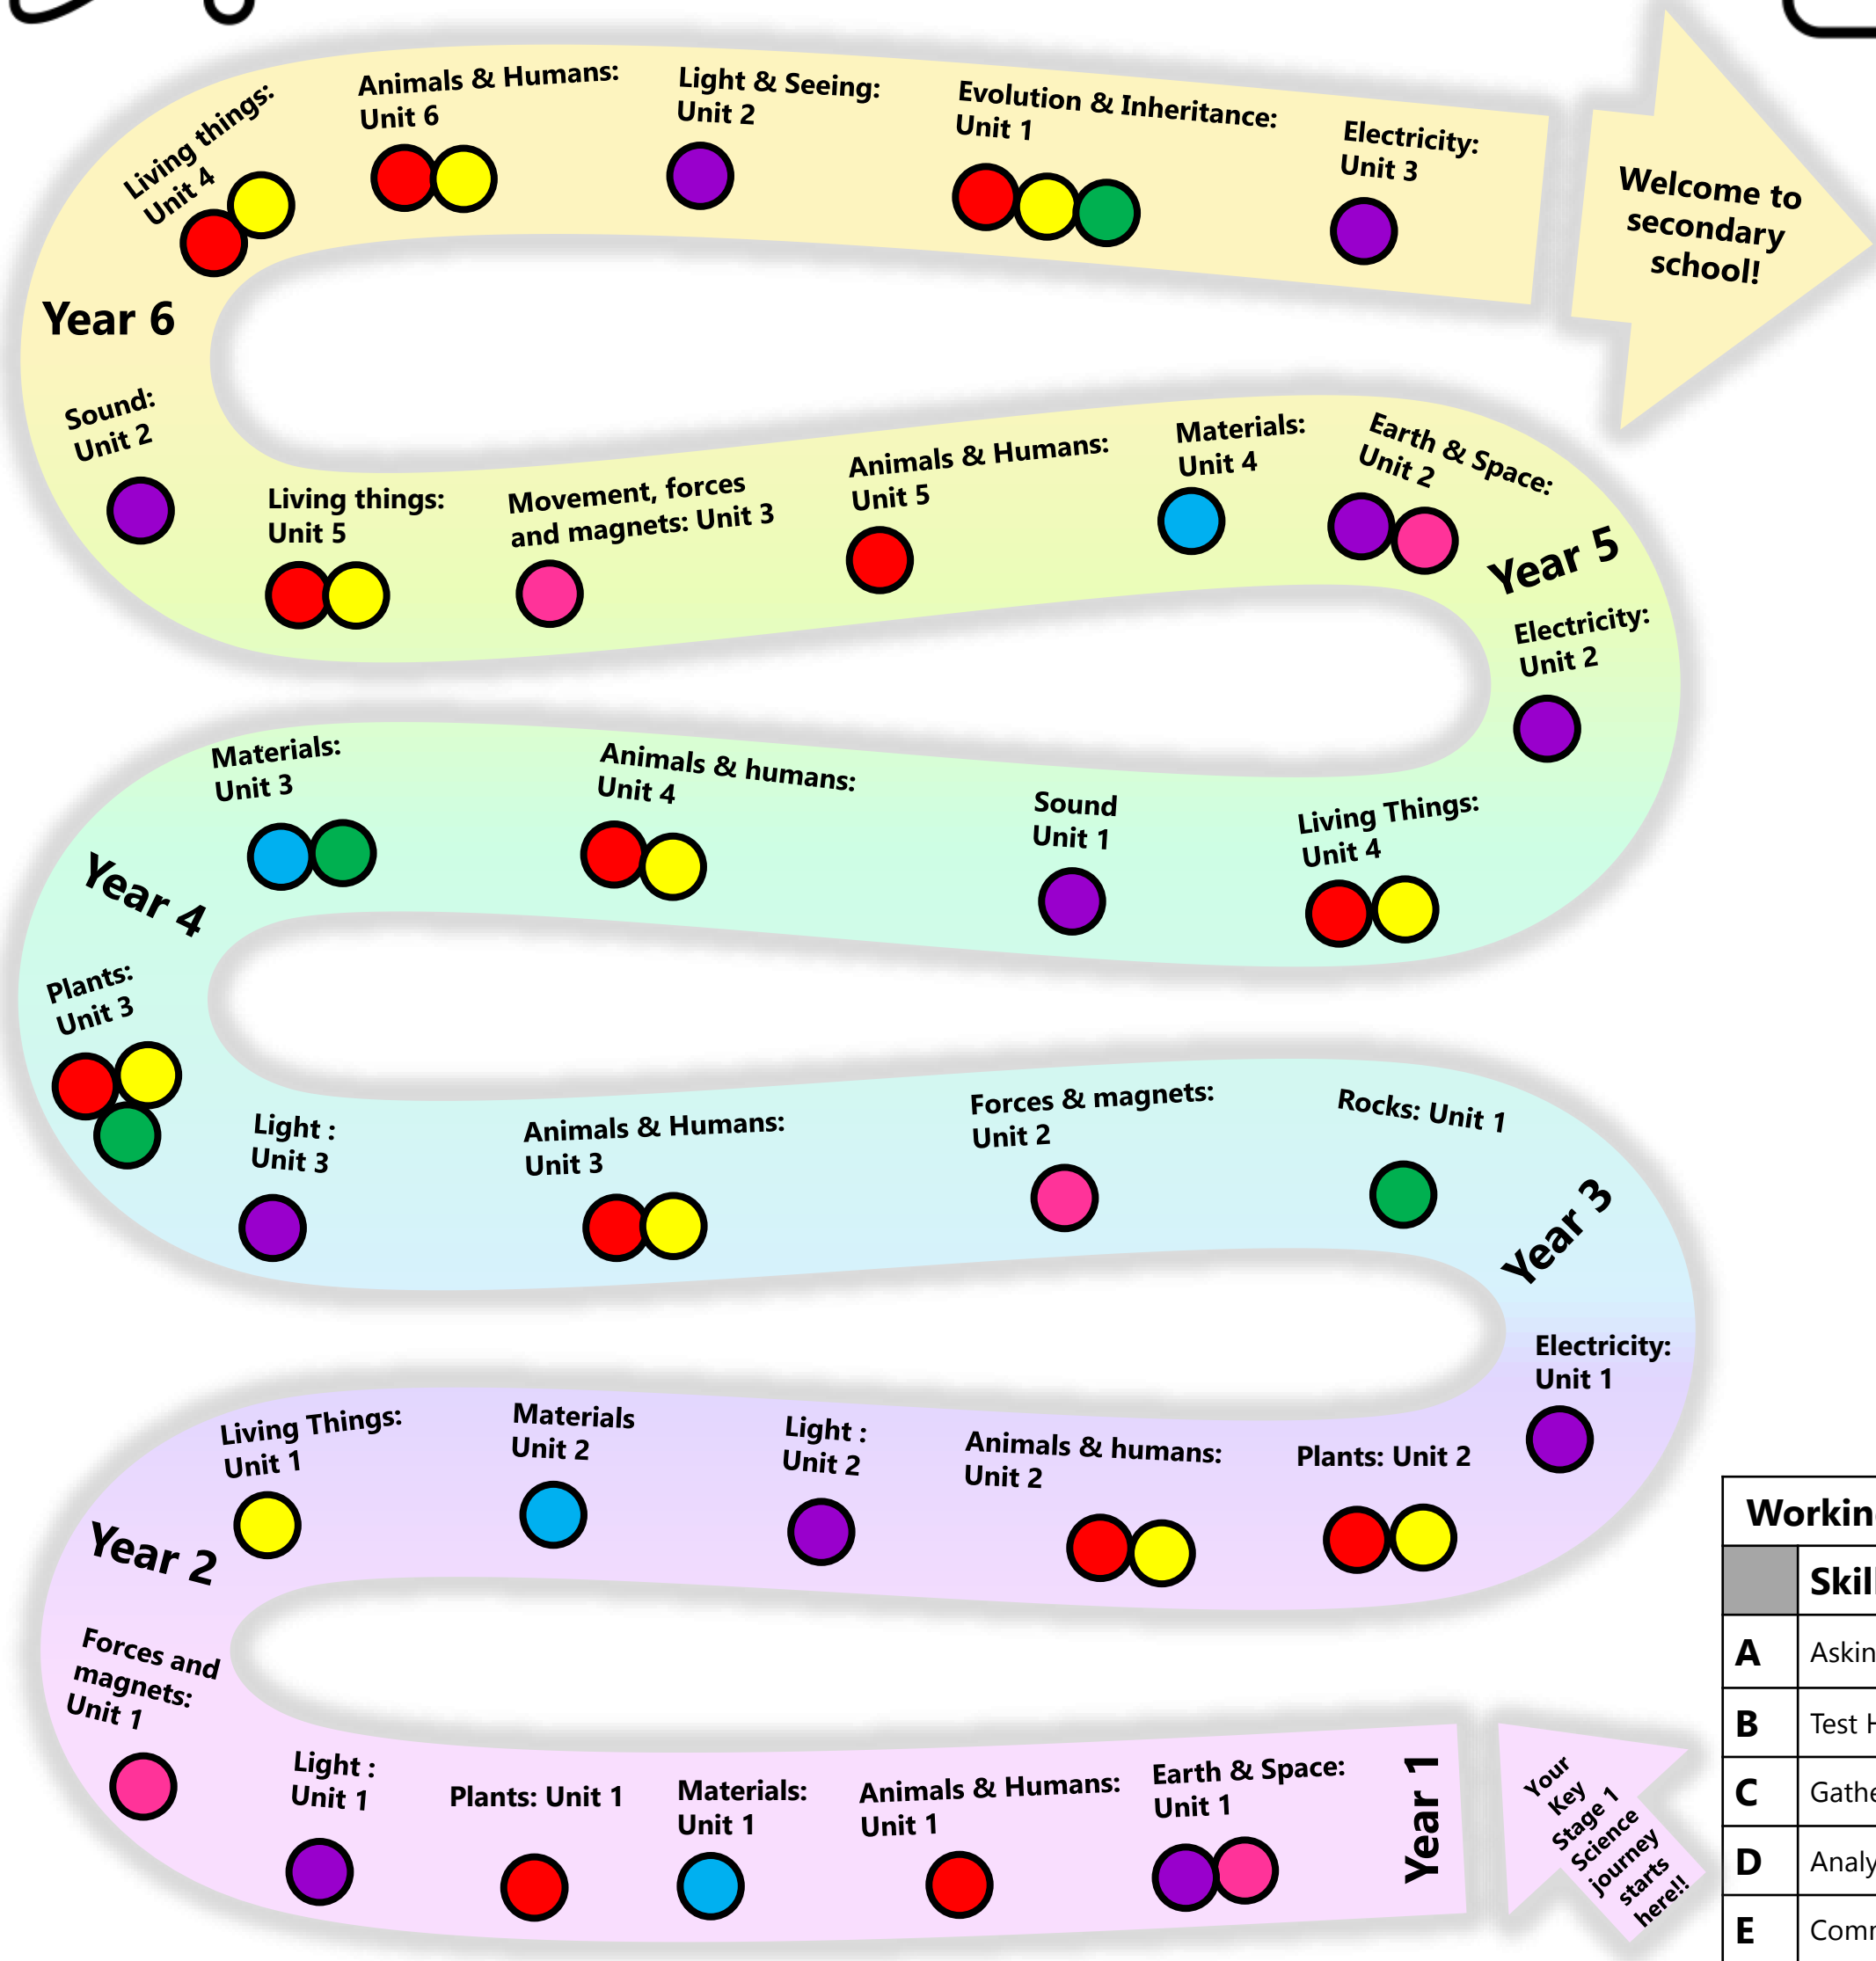 Living things:
Unit 4
Animals & Humans:
Unit 6
Light & Seeing:
Unit 2
Evolution & Inheritance:
Unit 1
Electricity:
Unit 3
Welcome to
secondary
school!
Year 6
Sound:
Unit 2
Living things:
Unit 5
Movement, forces
and magnets: Unit 3
Animals & Humans:
Unit 5
Materials:
Unit 4
Earth & Space:
Unit 2
Year 5
Electricity:
Unit 2
Materials:
Unit 3
Animals & humans:
Unit 4
Sound
Unit 1
Living Things:
Unit 4
Year 4
Plants:
Unit 3
Light :
Unit 3
Animals & Humans:
Unit 3
Forces & magnets:
Unit 2
Rocks: Unit 1
Year 3
Electricity:
Unit 1
Living Things:
Unit 1
Materials
Unit 2
Light :
Unit 2
Animals & humans:
Unit 2
Plants: Unit 2
Year 2
Forces and
magnets:
Unit 1
Light :
Unit 1
Plants: Unit 1
Materials:
Unit 1
Animals & Humans:
Unit 1
Earth & Space:
Unit 1
Year 1
Your
Key
Stage 1
Science
journey
starts
here!!
A
B
Test
C
D
E